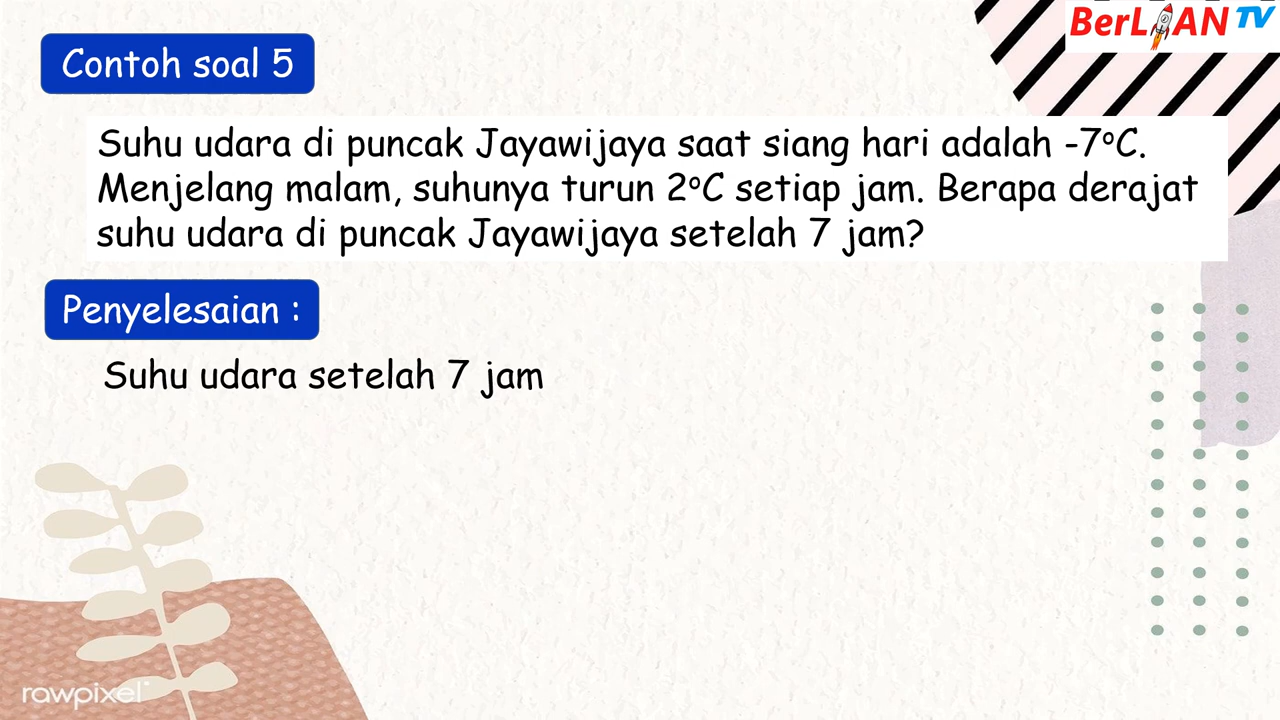 BerLIAN TV
Contoh soal 5
Suhu udara di puncak Jayawijaya saat siang hari adalah -7°C.
Menjelang malam, suhunya turun 2°C setiap jam. Berapa derajat
suhu udara di puncak Jayawijaya setelah 7 jam?
Penyelesaian :
Suhu udara setelah 7 jam
rawpixel